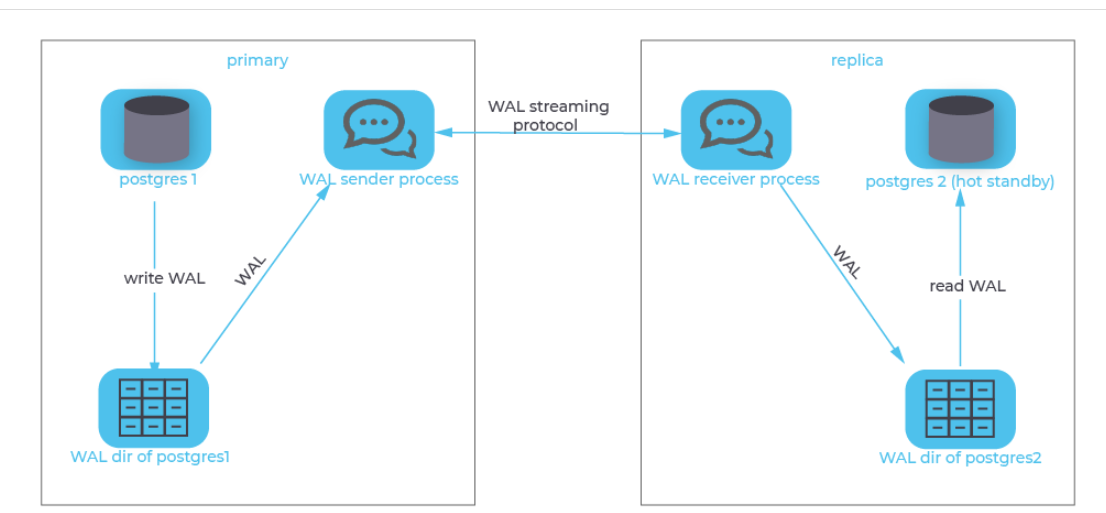 primary
postgres 1
WAL sender process
write WAL
WAL
WAL dir of postgres1
WAL streaming
protocol
replica
WAL receiver process
postgres 2 (hot standby)
WAL
read WAL
WAL dir of postgres2